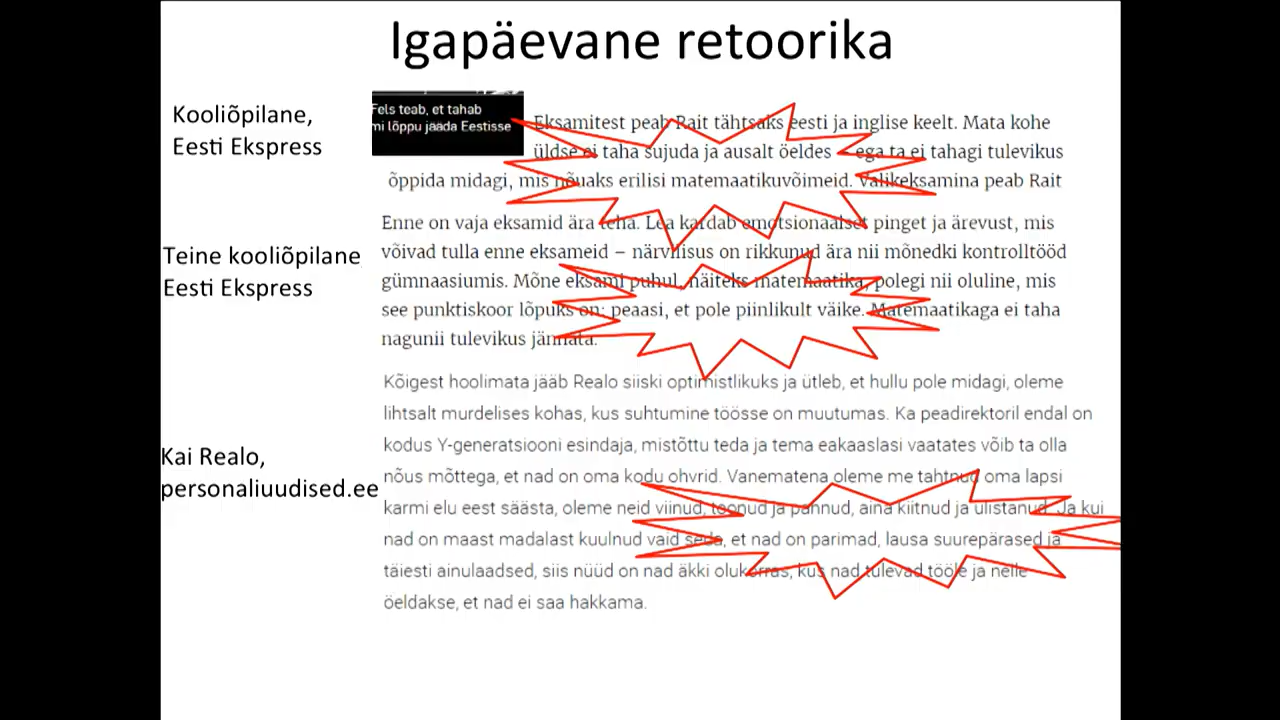 Igapäevane retoorika
Kooliõpilane,
Eesti Ekspress
Fels teab, et tahab
mi lõppu jääda Eestisse
Eksamitest peab Rait tähtsaks eesti ja inglise keelt. Mata kohe
üldse ei taha sujuda ja ausalt öeldes – ega ta ei tahagi tulevikus
õppida midagi, mis nõuaks erilisi matemaatikuvõimeid. Valikeksamina peab Rait
Teine kooliõpilane
Eesti Ekspress
Enne on vaja eksamid ära teha. Lea kardab emotsionaalset pinget ja ärevust, mis
võivad tulla enne eksameid – närvilisus on rikkunud ära nii mõnedki kontrolltööd
gümnaasiumis. Mõne eksami puhul, näiteks matemaatika, polegi nii oluline, mis
see punktiskoor lõpuks on: peaasi, et pole piinlikult väike. Matemaatikaga ei taha
nagunii tulevikus jännata.
Kai Realo,
personaliuudised.ee
Kõigest hoolimata jääb Realo siiski optimistlikuks ja ütleb, et hullu pole midagi, oleme
lihtsalt murdelises kohas, kus suhtumine töösse on muutumas. Ka peadirektoril endal on
kodus Y-generatsiooni esindaja, mistõttu teda ja tema eakaaslasi vaatates võib ta olla
nõus mõttega, et nad on oma kodu ohvrid. Vanematena oleme me tahtnud oma lapsi
karmi elu eest säästa, oleme neid viinud, toonud ja pannud, aina kiitnud ja ülistanud. Ja kui
nad on maast madalast kuulnud vaid seda, et nad on parimad, lausa suurepärased ja
täiesti ainulaadsed, siis nüüd on nad äkki olukorras, kus nad tulevad tööle ja neile
öeldakse, et nad ei saa hakkama.